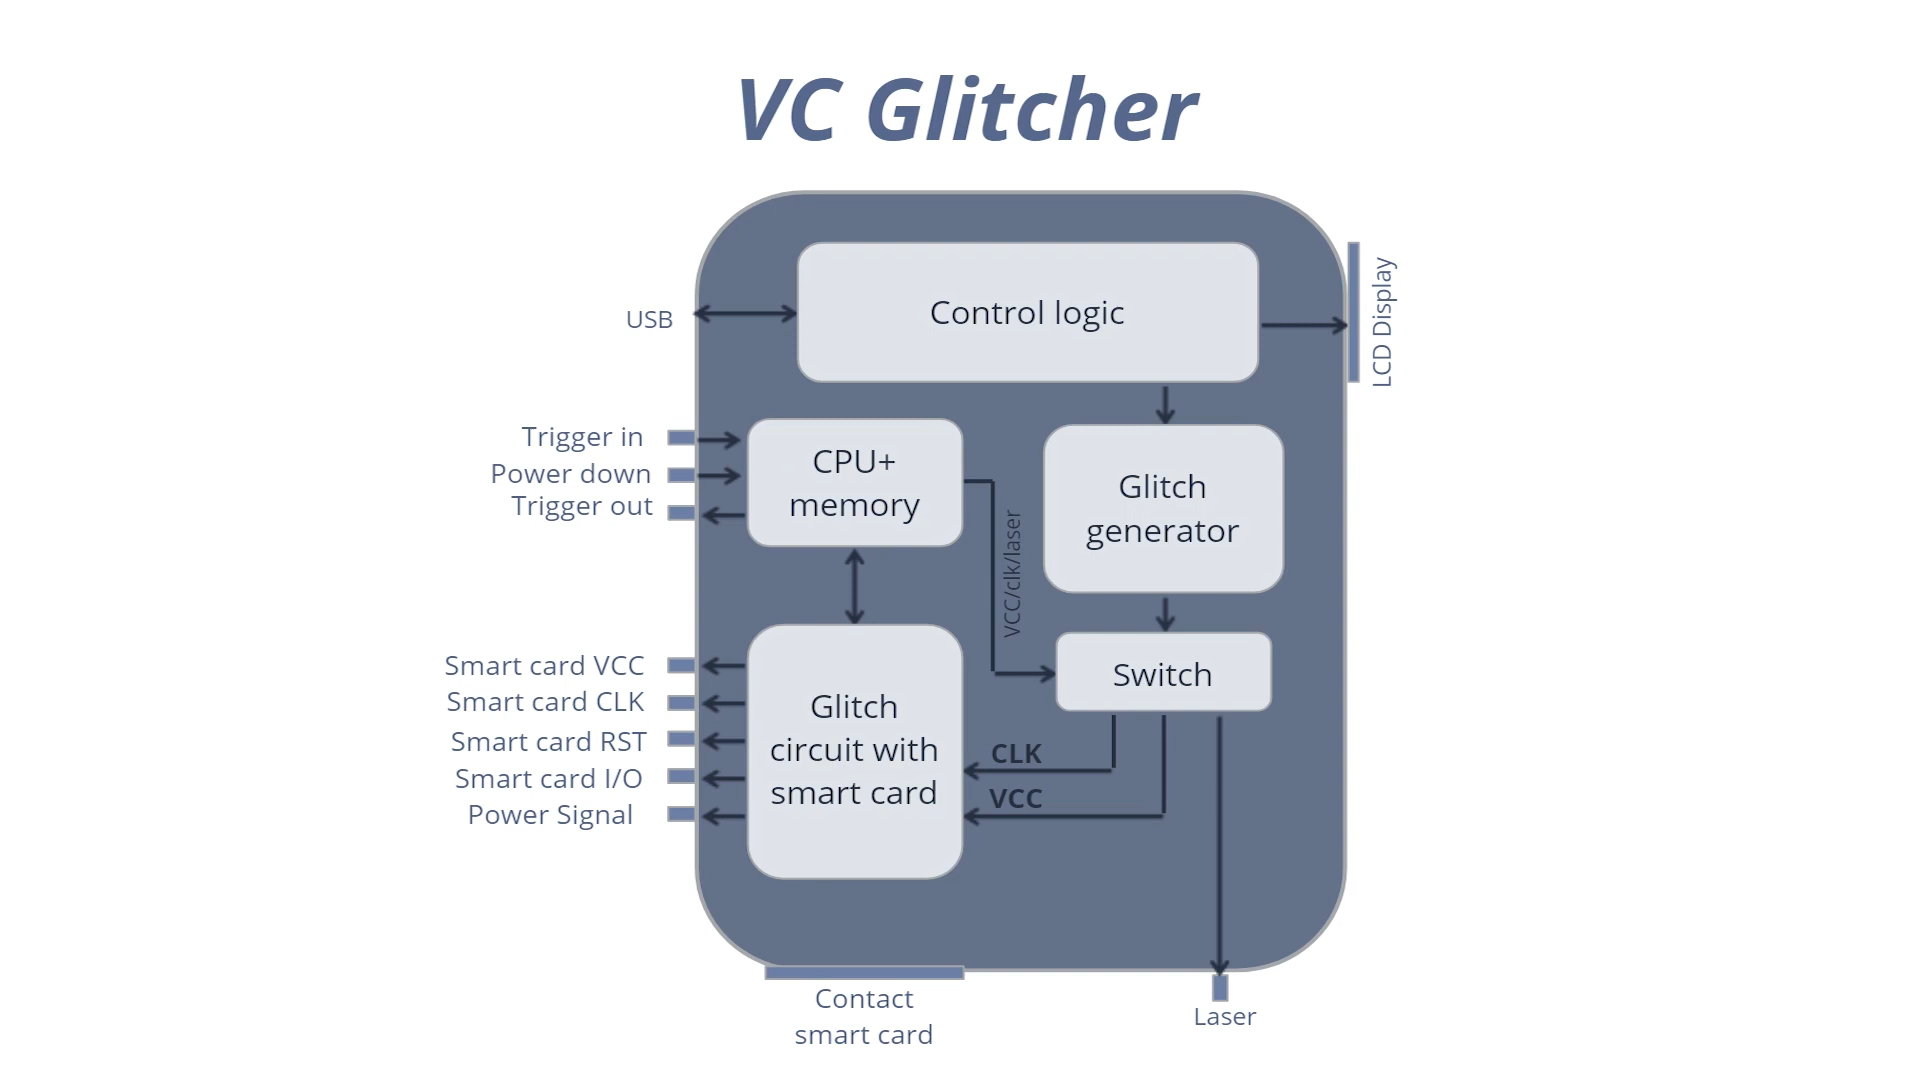 VC Glitcher
Control logic
USB
LCD Display
Trigger in
Power down
Trigger out
CPU+
memory
Glitch
generator
VCC/clk/laser
Switch
Smart card VCC
Smart card CLK
Smart card RST
Smart card I/O
Power Signal
Glitch
circuit with
smart card
CLK
VCC
Contact
smart card
Laser